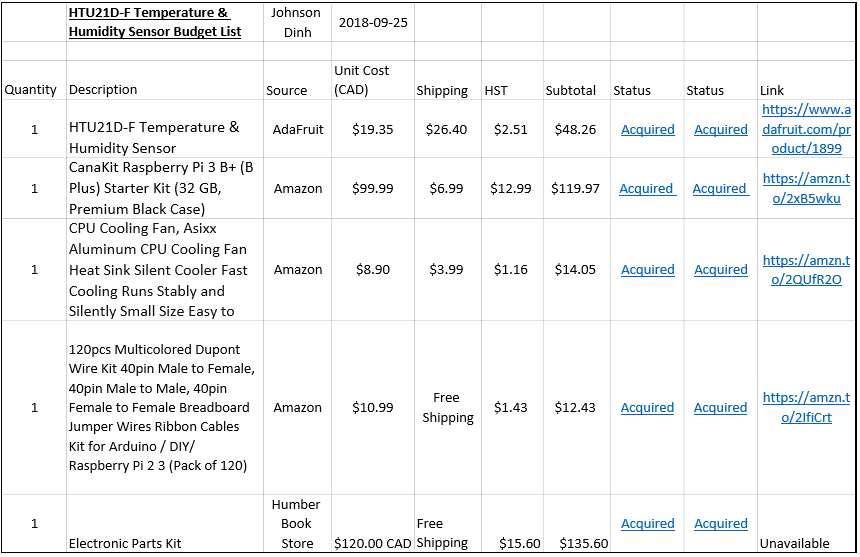 HTU21D-F Temperature &
Humidity Sensor Budget List
Johnson
Dinh
2018-09-25
Quantity
Description
Source
Unit Cost
(CAD)
Shipping
HST
Subtotal
Status
Status
Link
1
HTU21D-F Temperature &
Humidity Sensor
AdaFruit
$19.35
$26.40
$2.51
$48.26
Acquired
Acquired
https://www.a
dafruit.com/pr
oduct/1899
1
CanaKit Raspberry Pi 3 B+ (B
Plus) Starter Kit (32 GB,
Premium Black Case)
Amazon
$99.99
$6.99
$12.99
$119.97
Acquired
Acquired
https://amzn.t
o/2xB5wku
1
CPU Cooling Fan, Asixx
Aluminum CPU Cooling Fan
Heat Sink Silent Cooler Fast
Cooling Runs Stably and
Silently Small Size Easy to
Amazon
$8.90
$3.99
$1.16
$14.05
Acquired
Acquired
https://amzn.t
o/2QUfR2O
1
120pcs Multicolored Dupont
Wire Kit 40pin Male to Female,
40pin Male to Male, 40pin
Female to Female Breadboard
Jumper Wires Ribbon Cables
Kit for Arduino / DIY/
Raspberry Pi 2 3 (Pack of 120)
Amazon
$10.99
Free
Shipping
$1.43
$12.43
Acquired
Acquired
https://amzn.t
o/2IfiCrt
1
Electronic Parts Kit
Humber
Book
Store
$120.00 CAD
Free
Shipping
$15.60
$135.60
Acquired
Acquired
Unavailable